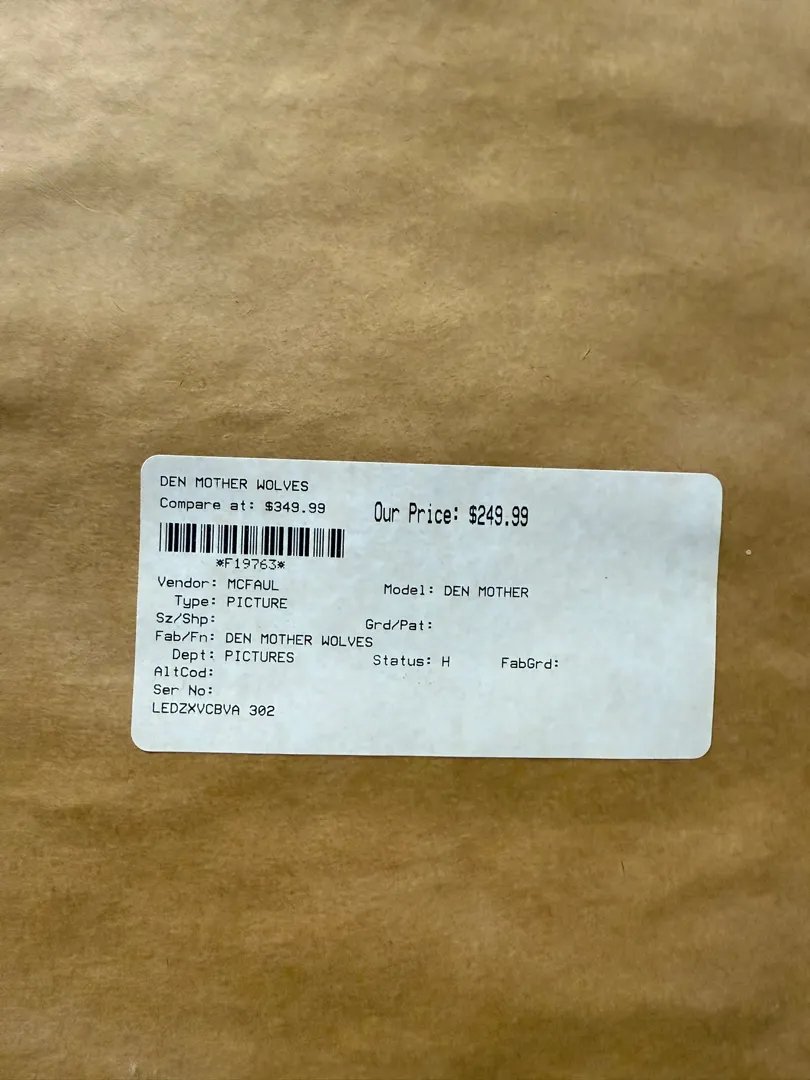 DEN MOTHER WOLVES
Compare at: $349.99 Our Price: $249.99
*F19763*
Vendor: MCFAUL Model: DEN MOTHER
Type: PICTURE
Sz/Shp: Grd/Pat:
Fab/Fn: DEN MOTHER WOLVES
Dept: PICTURES Status: H FabGrd:
AltCod:
Ser No:
LEDZXVCBVA 302